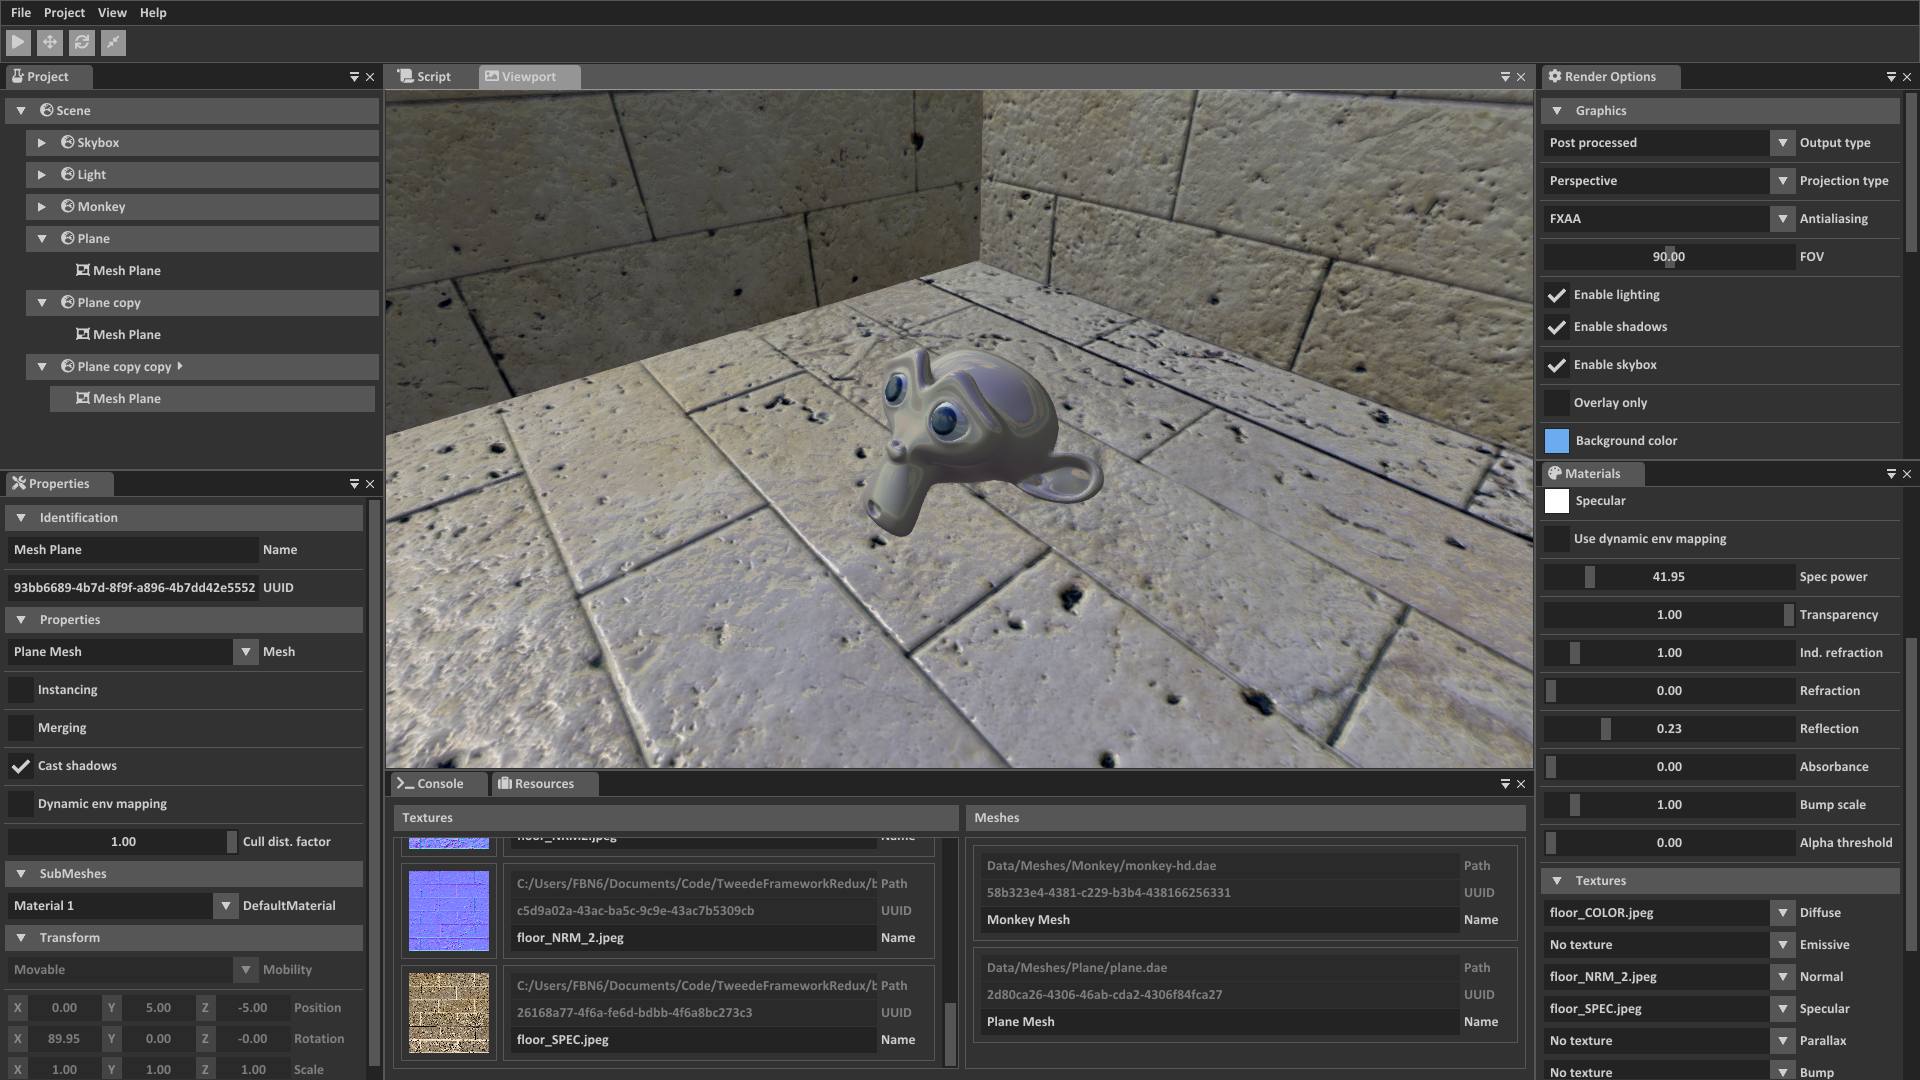 File Project View Help
Project
Scene
Skybox
Light
Monkey
Plane
Mesh Plane
Plane copy
Mesh Plane
Plane copy copy
Mesh Plane
Properties
Identification
Mesh Plane Name
93bb6689-4b7d-8f9f-a896-4b7dd42e5552 UUID
Properties
Plane Mesh Mesh
Instancing
Merging
Cast shadows
Dynamic env mapping
1.00 Cull dist. factor
SubMeshes
Material 1 DefaultMaterial
Transform
Movable Mobility
X 0.00 Y 5.00 Z -5.00 Position
X 89.95 Y 0.00 Z -0.00 Rotation
X 1.00 Y 1.00 Z 1.00 Scale
Script Viewport
Console Resources
Textures
floor_NRM2.jpeg Name
C:/Users/FBN6/Documents/Code/TweedeFrameworkRedux/b Path
c5d9a02a-43ac-ba5c-9c9e-43ac7b5309cb UUID
floor_NRM_2.jpeg Name
C:/Users/FBN6/Documents/Code/TweedeFrameworkRedux/b Path
26168a77-4f6a-fe6d-bdbb-4f6a8bc273c3 UUID
floor_SPEC.jpeg Name
Meshes
Data/Meshes/Monkey/monkey-hd.dae Path
58b323e4-4381-c229-b3b4-438166256331 UUID
Monkey Mesh Name
Data/Meshes/Plane/plane.dae Path
2d80ca26-4306-46ab-cda2-4306f84fca27 UUID
Plane Mesh Name
Render Options
Graphics
Post processed Output type
Perspective Projection type
FXAA Antialiasing
90.00 FOV
Enable lighting
Enable shadows
Enable skybox
Overlay only
Background color
Materials
Specular
Use dynamic env mapping
41.95 Spec power
1.00 Transparency
1.00 Ind. refraction
0.00 Refraction
0.23 Reflection
0.00 Absorbance
1.00 Bump scale
0.00 Alpha threshold
Textures
floor_COLOR.jpeg Diffuse
No texture Emissive
floor_NRM_2.jpeg Normal
floor_SPEC.jpeg Specular
No texture Parallax
No texture Bump